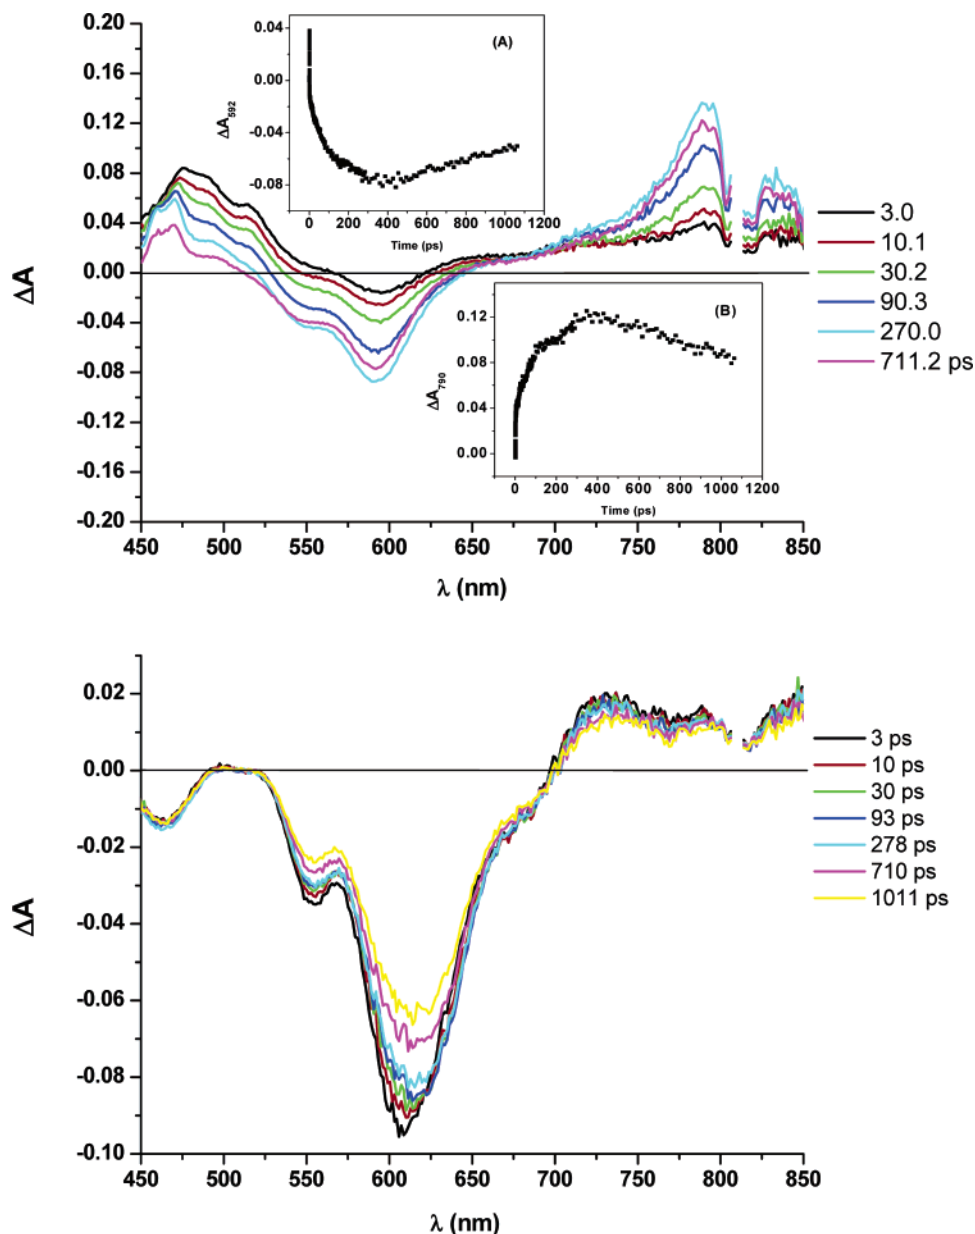 0.20
0.16
0.12
0.08
0.04
0.00
-0.04
-0.08
-0.12
-0.16
-0.20
ΔA
450 500 550 600 650 700 750 800 850
λ (nm)
(A)
0.04
0.00
-0.04
-0.08
ΔA592
0 200 400 600 800 1000 1200
Time (ps)
(B)
0.12
0.08
0.04
0.00
ΔA790
0 200 400 600 800 1000 1200
Time (ps)
3.0
10.1
30.2
90.3
270.0
711.2 ps
0.02
0.00
-0.02
-0.04
-0.06
-0.08
-0.10
ΔA
450 500 550 600 650 700 750 800 850
λ (nm)
3 ps
10 ps
30 ps
93 ps
278 ps
710 ps
1011 ps